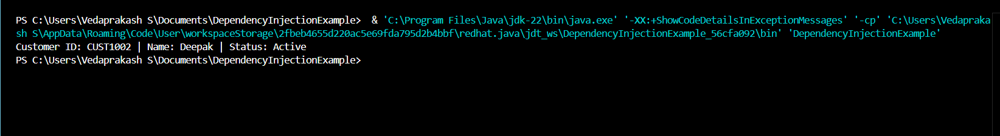 PS C:\Users\Vedaprakash S\Documents\DependencyInjectionExample>  & 'C:\Program Files\Java\jdk-22\bin\java.exe' '-XX:+ShowCodeDetailsInExceptionMessages' '-cp' 'C:\Users\Vedapraka
sh S\AppData\Roaming\Code\User\workspaceStorage\2fbeb4655d220ac5e69fda795d2b4bbf\redhat.java\jdt_ws\DependencyInjectionExample_56cfa092\bin' 'DependencyInjectionExample'
Customer ID: CUST1002 | Name: Deepak | Status: Active
PS C:\Users\Vedaprakash S\Documents\DependencyInjectionExample>